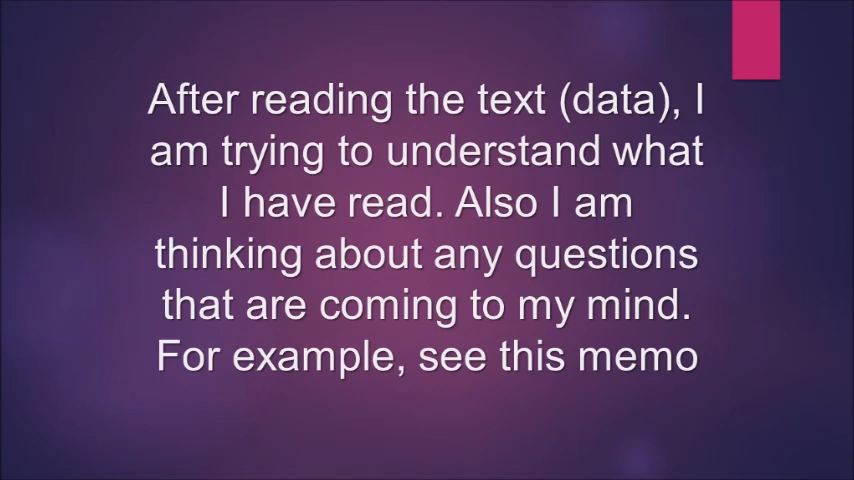 After reading the text (data), I
am trying to understand what
I have read. Also I am
thinking about any questions
that are coming to my mind.
For example, see this memo